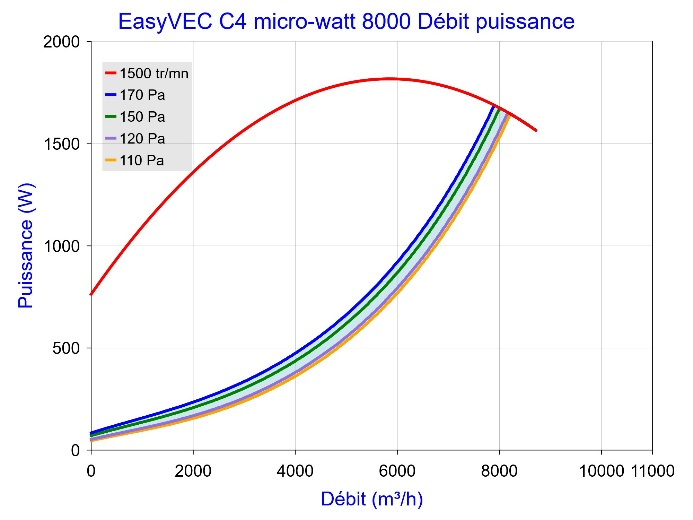 EasyVEC C4 micro-watt 8000 Débit puissance
2000
1500 tr/mn
170 Pa
150 Pa
120 Pa
110 Pa
1500
1000
500
0
Puissance (W)
0 2000 4000 6000 8000 10000 11000
Débit (m³/h)